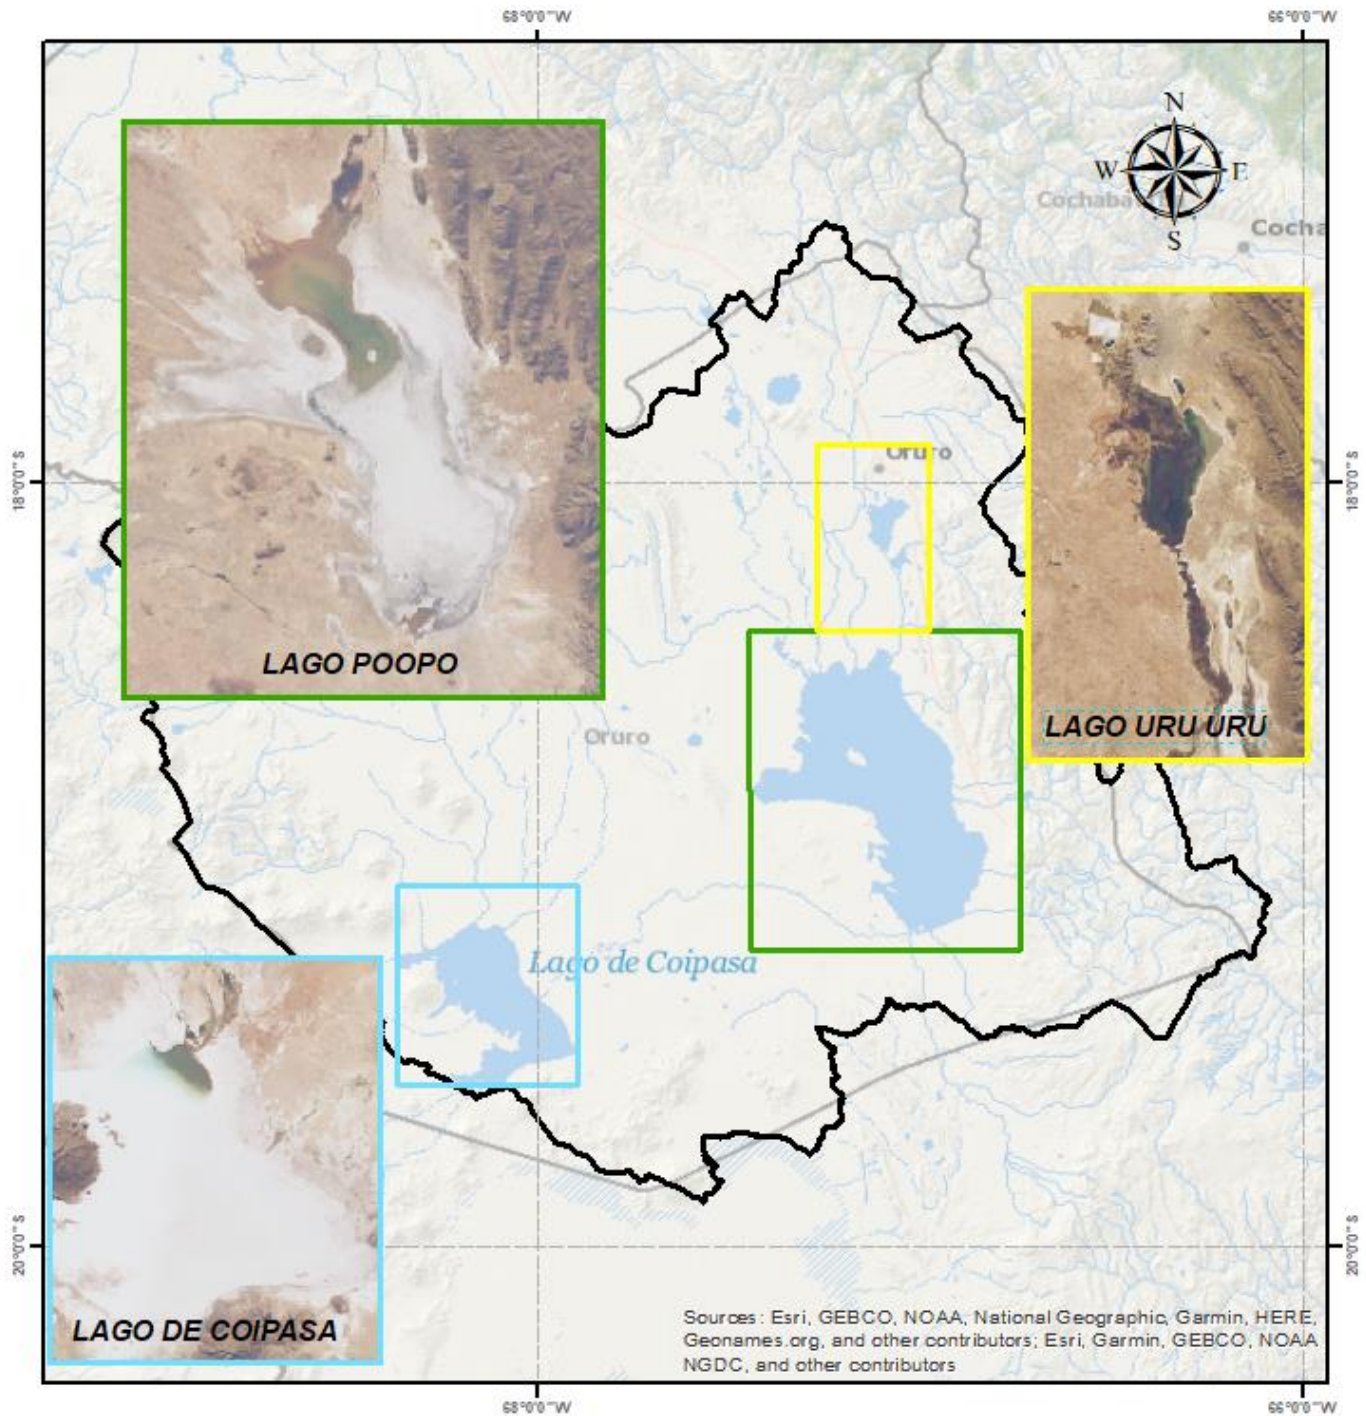 68°0'0"W
66°0'0"W
N
W
E
S
Cochaba
Cocha
Oruro
18°0'0"S
18°0'0"S
LAGO POOPO
LAGO URU URU
Oruro
Lago de Coipasa
20°0'0"S
20°0'0"S
LAGO DE COIPASA
Sources: Esri, GEBCO, NOAA, National Geographic, Garmin, HERE,
Geonames.org, and other contributors; Esri, Garmin, GEBCO, NOAA
NGDC, and other contributors
68°0'0"W
66°0'0"W